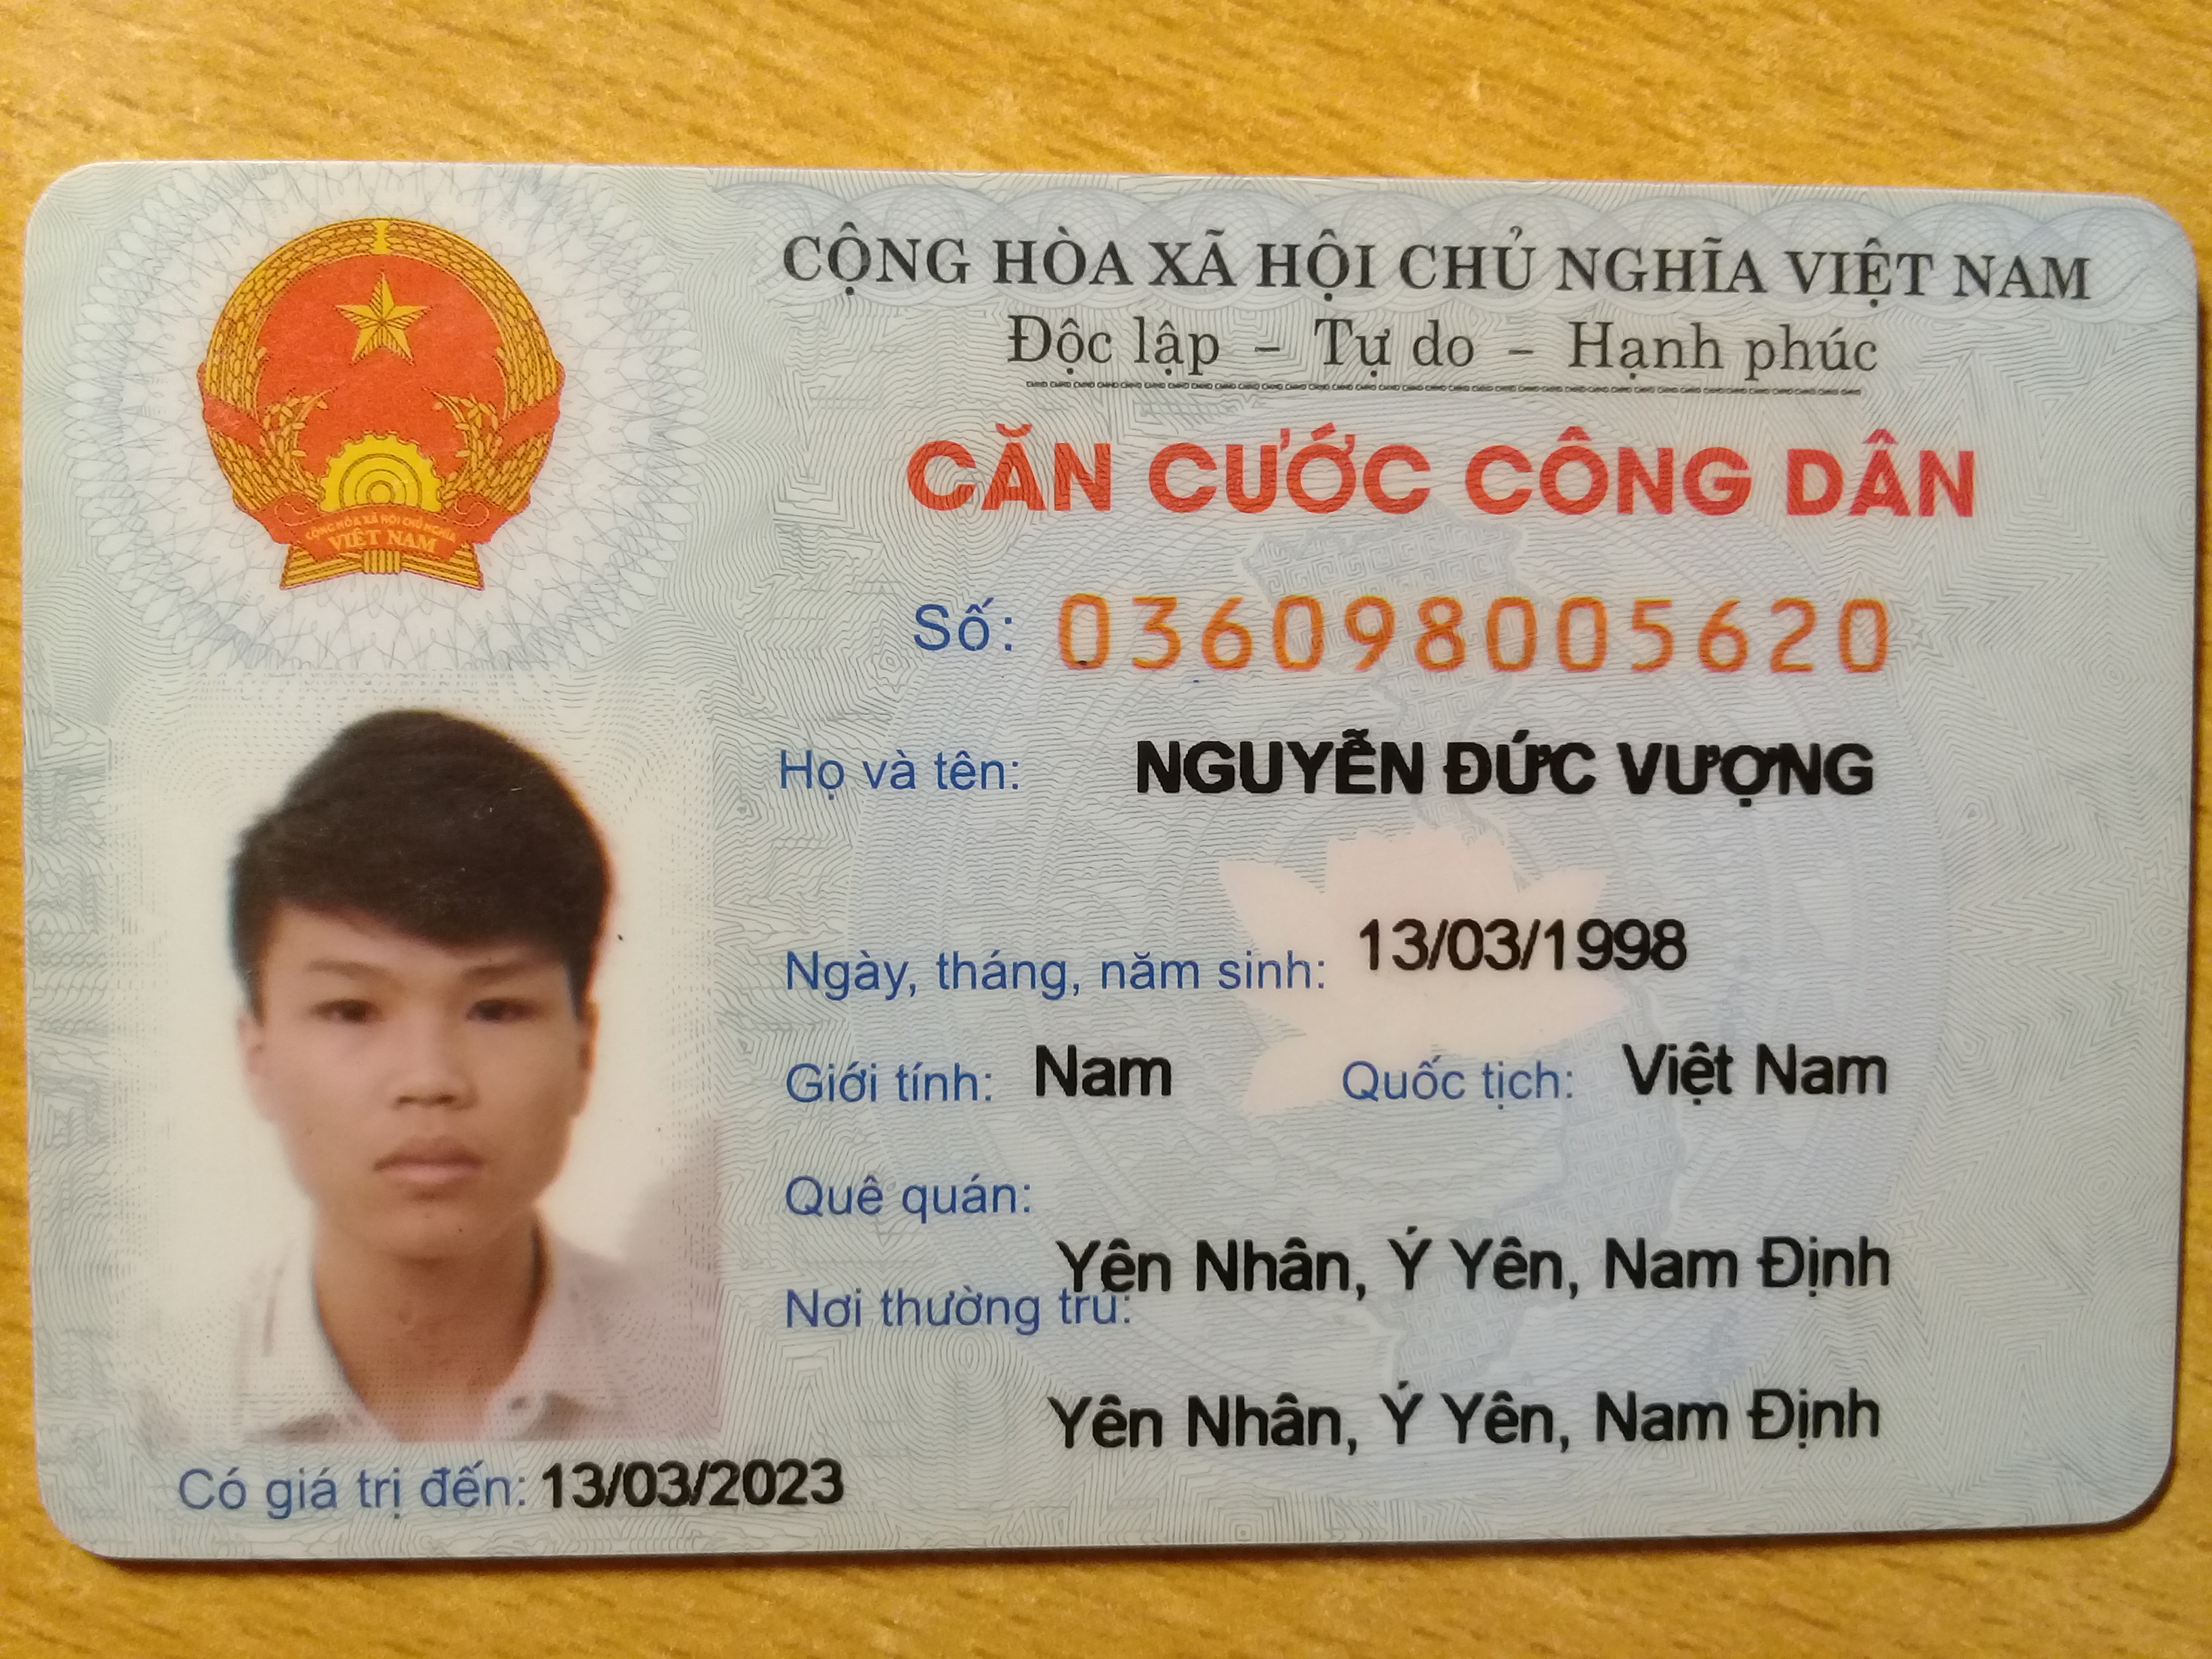 CỘNG HÒA XÃ HỘI CHỦ NGHĨA VIỆT NAM
Độc lập – Tự do – Hạnh phúc
CĂN CƯỚC CÔNG DÂN
CỘNG HÒA XÃ HỘI CHỦ NGHĨA
VIỆT NAM
Số: 036098005620
Họ và tên: NGUYỄN ĐỨC VƯỢNG
Ngày, tháng, năm sinh: 13/03/1998
Giới tính: Nam Quốc tịch: Việt Nam
Quê quán:
Yên Nhân, Ý Yên, Nam Định
Nơi thường trú:
Yên Nhân, Ý Yên, Nam Định
Có giá trị đến: 13/03/2023